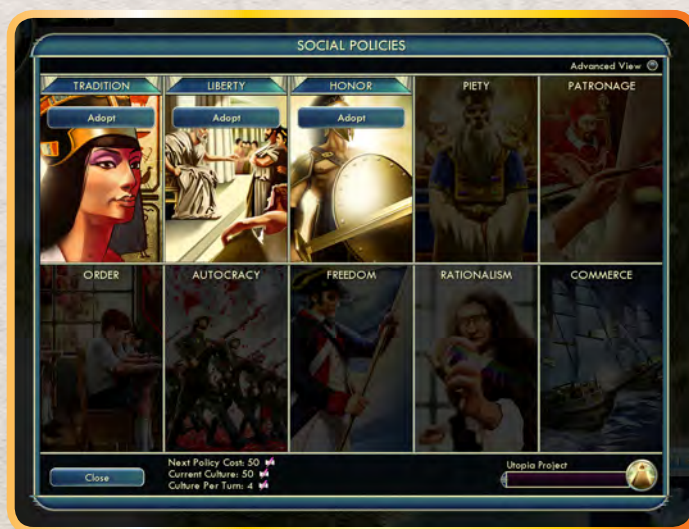 SOCIAL POLICIES
Advanced View
TRADITION
LIBERTY
HONOR
PIETY
PATRONAGE
Adopt
Adopt
Adopt
ORDER
AUTOCRACY
FREEDOM
RATIONALISM
COMMERCE
Next Policy Cost: 50
Current Culture: 50
Culture Per Turn: 4
Utopia Project
Close